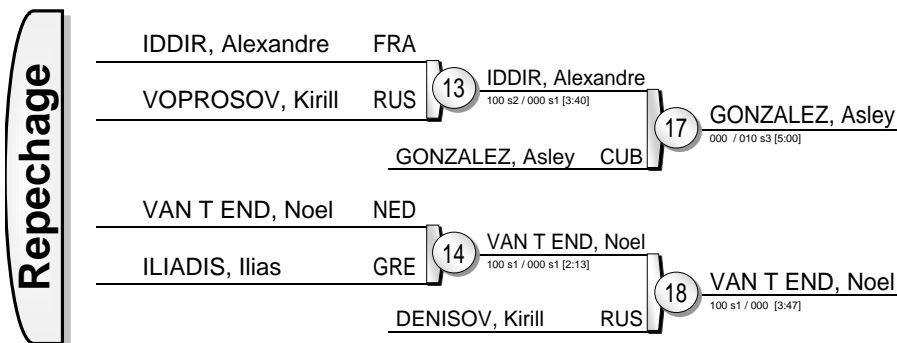 Repechage
IDDIR, Alexandre FRA
VOPROSOV, Kirill RUS
13
IDDIR, Alexandre
100 s2 / 000 s1 [3:40]
GONZALEZ, Asley CUB
17
GONZALEZ, Asley
000 / 010 s3 [5:00]
VAN T END, Noel NED
ILIADIS, Ilias GRE
14
VAN T END, Noel
100 s1 / 000 s1 [2:13]
DENISOV, Kirill RUS
18
VAN T END, Noel
100 s1 / 000 [3:47]